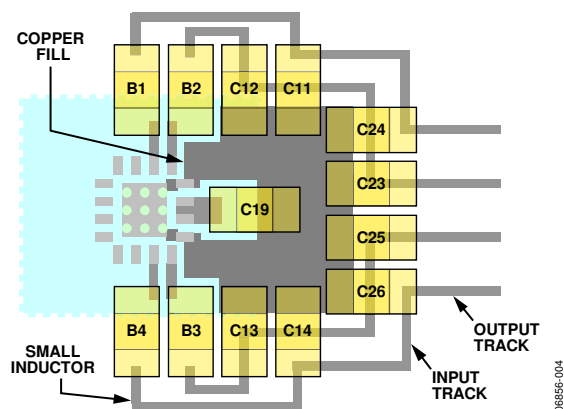 COPPER
FILL
B1
B2
C12
C11
C24
C23
C19
C25
C26
B4
B3
C13
C14
OUTPUT
TRACK
SMALL
INDUCTOR
INPUT
TRACK
06856-004